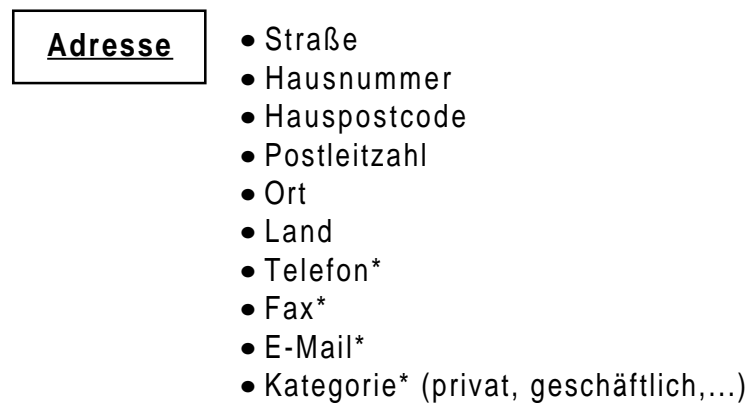 Adresse
• Straße
• Hausnummer
• Hauspostcode
• Postleitzahl
• Ort
• Land
• Telefon*
• Fax*
• E-Mail*
• Kategorie* (privat, geschäftlich,...)